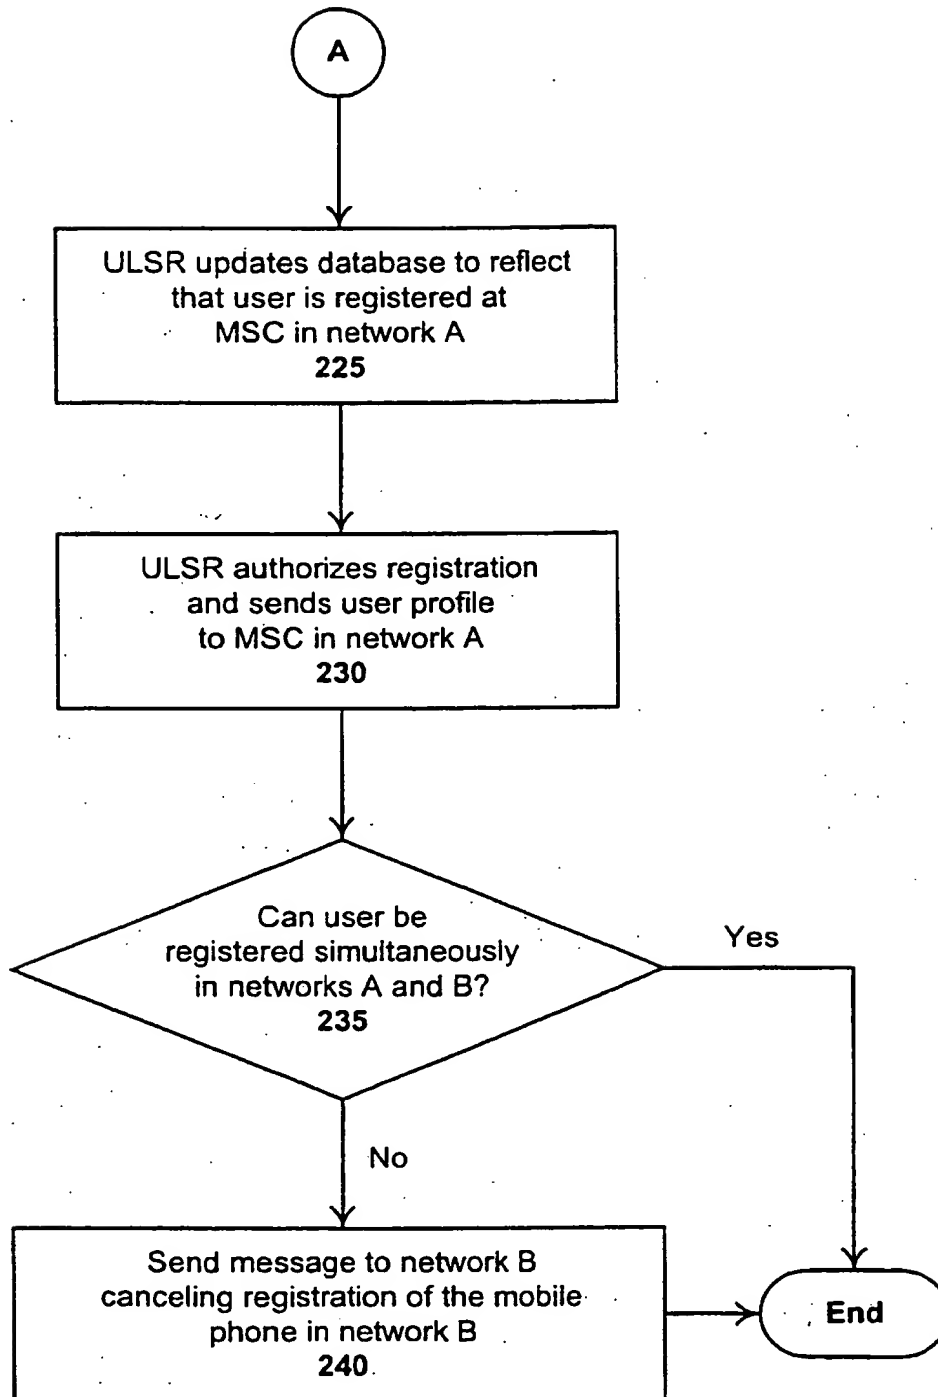 A
ULSR updates database to reflect
that user is registered at
MSC in network A
225
ULSR authorizes registration
and sends user profile
to MSC in network A
230
Can user be
registered simultaneously
in networks A and B?
235
Yes
No
Send message to network B
canceling registration of the mobile
phone in network B
240
End